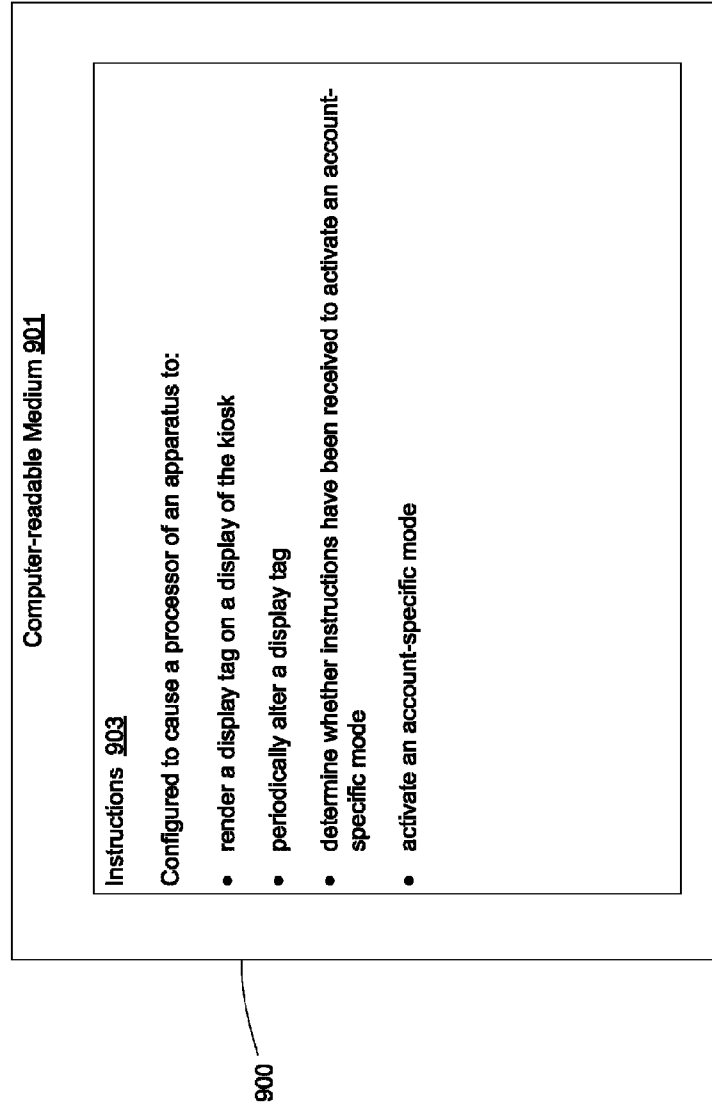 Computer-readable Medium 901
Instructions 903
Configured to cause a processor of an apparatus to:
• render a display tag on a display of the kiosk
• periodically alter a display tag
• determine whether instructions have been received to activate an account-
specific mode
• activate an account-specific mode
900